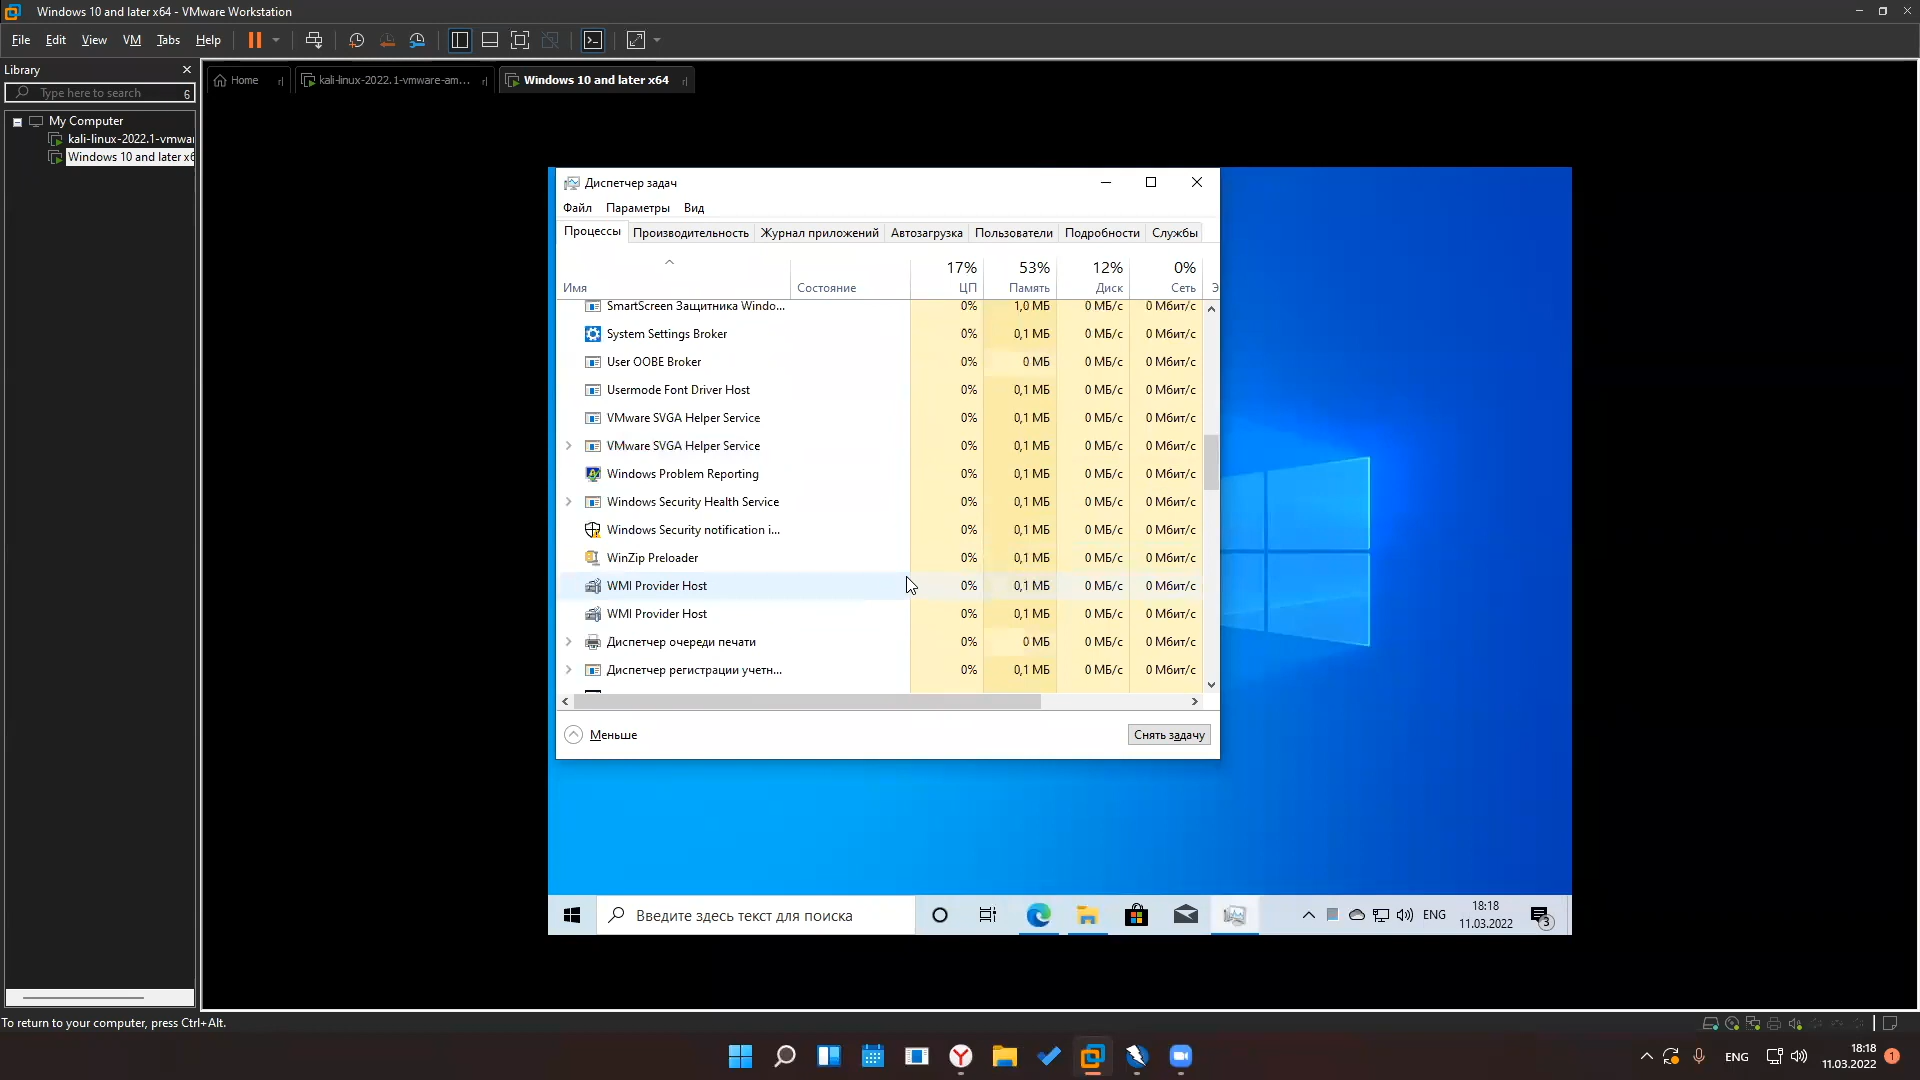 Windows 10 and later x64 - VMware Workstation
File Edit View VM Tabs Help
Library
Type here to search
6
My Computer
kali-linux-2022.1-vmwar
Windows 10 and later x6
Home
kali-linux-2022.1-vmware-am...
Windows 10 and later x64
Диспетчер задач
Файл Параметры Вид
Процессы Производительность Журнал приложений Автозагрузка Пользователи Подробности Службы
17% 53% 12% 0%
Имя Состояние ЦП Память Диск Сеть Э
SmartScreen Защитника Windo... 0% 1,0 МБ 0 МБ/с 0 Мбит/с
System Settings Broker 0% 0,1 МБ 0 МБ/с 0 Мбит/с
User OOBE Broker 0% 0 МБ 0 МБ/с 0 Мбит/с
Usermode Font Driver Host 0% 0,1 МБ 0 МБ/с 0 Мбит/с
VMware SVGA Helper Service 0% 0,1 МБ 0 МБ/с 0 Мбит/с
VMware SVGA Helper Service 0% 0,1 МБ 0 МБ/с 0 Мбит/с
Windows Problem Reporting 0% 0,1 МБ 0 МБ/с 0 Мбит/с
Windows Security Health Service 0% 0,1 МБ 0 МБ/с 0 Мбит/с
Windows Security notification i... 0% 0,1 МБ 0 МБ/с 0 Мбит/с
WinZip Preloader 0% 0,1 МБ 0 МБ/с 0 Мбит/с
WMI Provider Host 0% 0,1 МБ 0 МБ/с 0 Мбит/с
WMI Provider Host 0% 0,1 МБ 0 МБ/с 0 Мбит/с
Диспетчер очереди печати 0% 0 МБ 0 МБ/с 0 Мбит/с
Диспетчер регистрации учетн... 0% 0,1 МБ 0 МБ/с 0 Мбит/с
Меньше
Снять задачу
Введите здесь текст для поиска
ENG
18:18
11.03.2022
3
To return to your computer, press Ctrl+Alt.
ENG
18:18
11.03.2022
1